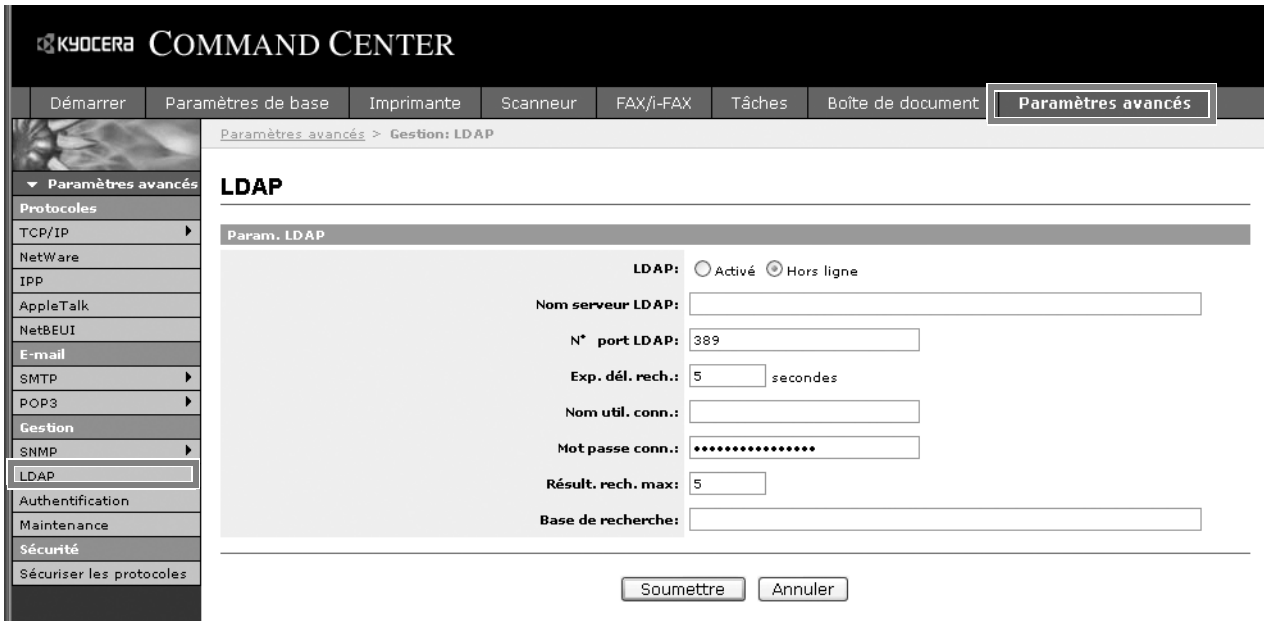 KYOCERA COMMAND CENTER
Démarrer Paramètres de base Imprimante Scanneur FAX/i-FAX Tâches Boîte de document Paramètres avancés
Paramètres avancés > Gestion: LDAP
Paramètres avancés
Protocoles
TCP/IP
NetWare
IPP
AppleTalk
NetBEUI
E-mail
SMTP
POP3
Gestion
SNMP
LDAP
Authentification
Maintenance
Sécurité
Sécuriser les protocoles
LDAP
Param. LDAP
LDAP: Activé Hors ligne
Nom serveur LDAP:
N° port LDAP: 389
Exp. dél. rech.: 5 secondes
Nom util. conn.:
Mot passe conn.: ••••••••••••••••
Résult. rech. max: 5
Base de recherche:
Soumettre Annuler